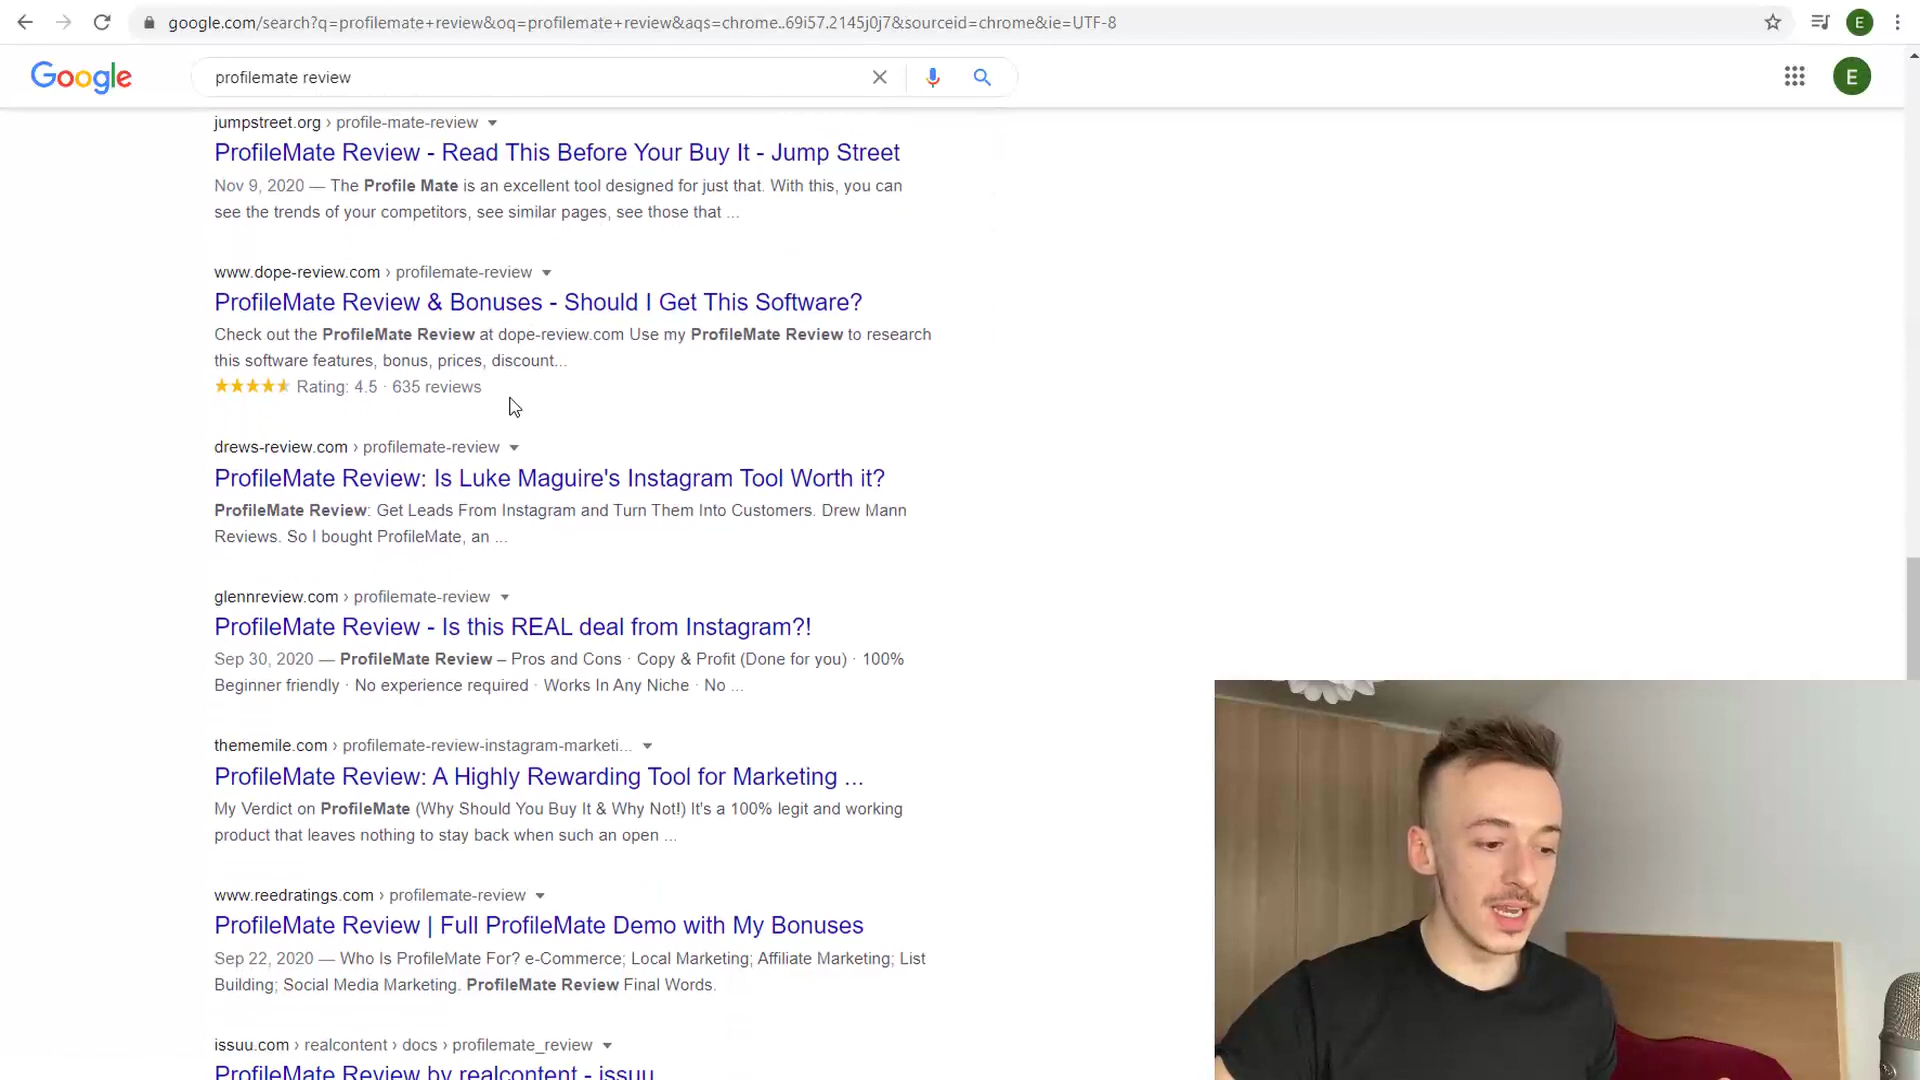 google.com/search?q=profilemate+review&oq=profilemate+review&aqs=chrome..69i57.2145j0j7&sourceid=chrome&ie=UTF-8
E
Google
profilemate review
E
jumpstreet.org › profile-mate-review
ProfileMate Review - Read This Before Your Buy It - Jump Street
Nov 9, 2020 — The Profile Mate is an excellent tool designed for just that. With this, you can
see the trends of your competitors, see similar pages, see those that ...
www.dope-review.com › profilemate-review
ProfileMate Review & Bonuses - Should I Get This Software?
Check out the ProfileMate Review at dope-review.com Use my ProfileMate Review to research
this software features, bonus, prices, discount...
Rating: 4.5 · 635 reviews
drews-review.com › profilemate-review
ProfileMate Review: Is Luke Maguire's Instagram Tool Worth it?
ProfileMate Review: Get Leads From Instagram and Turn Them Into Customers. Drew Mann
Reviews. So I bought ProfileMate, an ...
glennreview.com › profilemate-review
ProfileMate Review - Is this REAL deal from Instagram?!
Sep 30, 2020 — ProfileMate Review – Pros and Cons · Copy & Profit (Done for you) · 100%
Beginner friendly · No experience required · Works In Any Niche · No ...
thememile.com › profilemate-review-instagram-marketi...
ProfileMate Review: A Highly Rewarding Tool for Marketing ...
My Verdict on ProfileMate (Why Should You Buy It & Why Not!) It's a 100% legit and working
product that leaves nothing to stay back when such an open ...
www.reedratings.com › profilemate-review
ProfileMate Review | Full ProfileMate Demo with My Bonuses
Sep 22, 2020 — Who Is ProfileMate For? e-Commerce; Local Marketing; Affiliate Marketing; List
Building; Social Media Marketing. ProfileMate Review Final Words.
issuu.com › realcontent › docs › profilemate_review
ProfileMate Review by realcontent - issuu